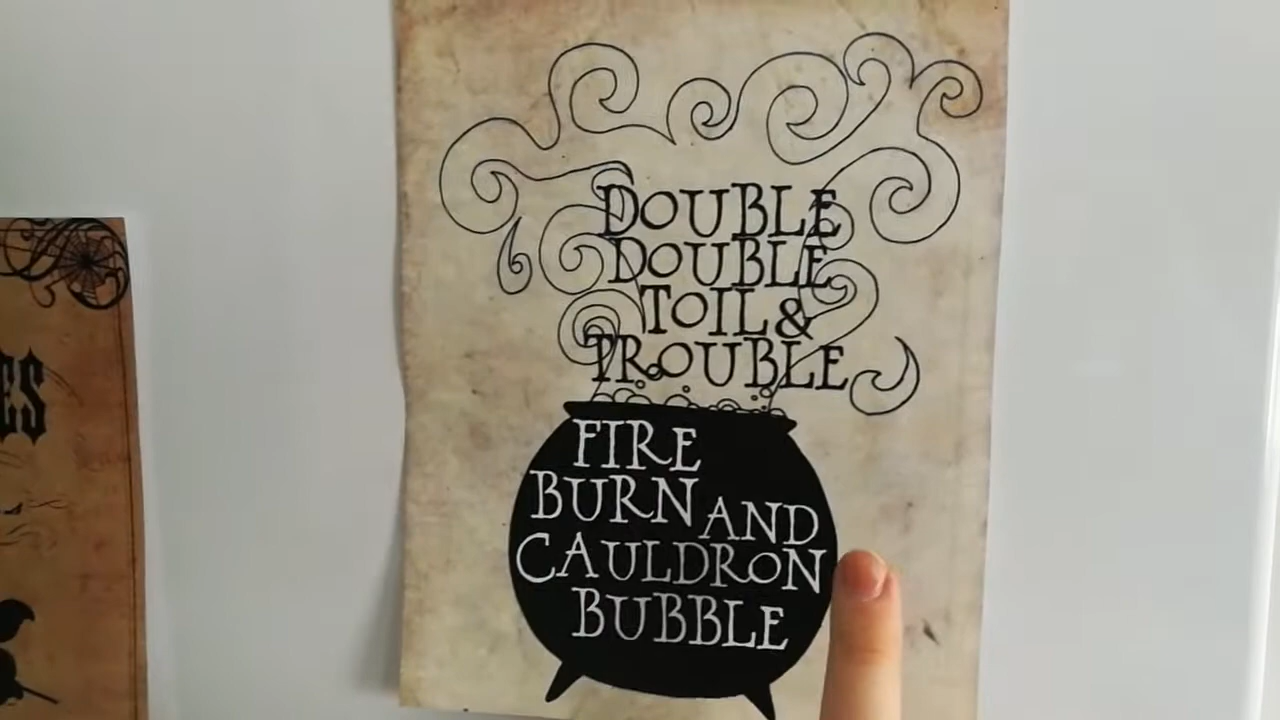 DOUBLE
DOUBLE
TOIL &
TROUBLE
FIRE
BURN AND
CAULDRON
BUBBLE